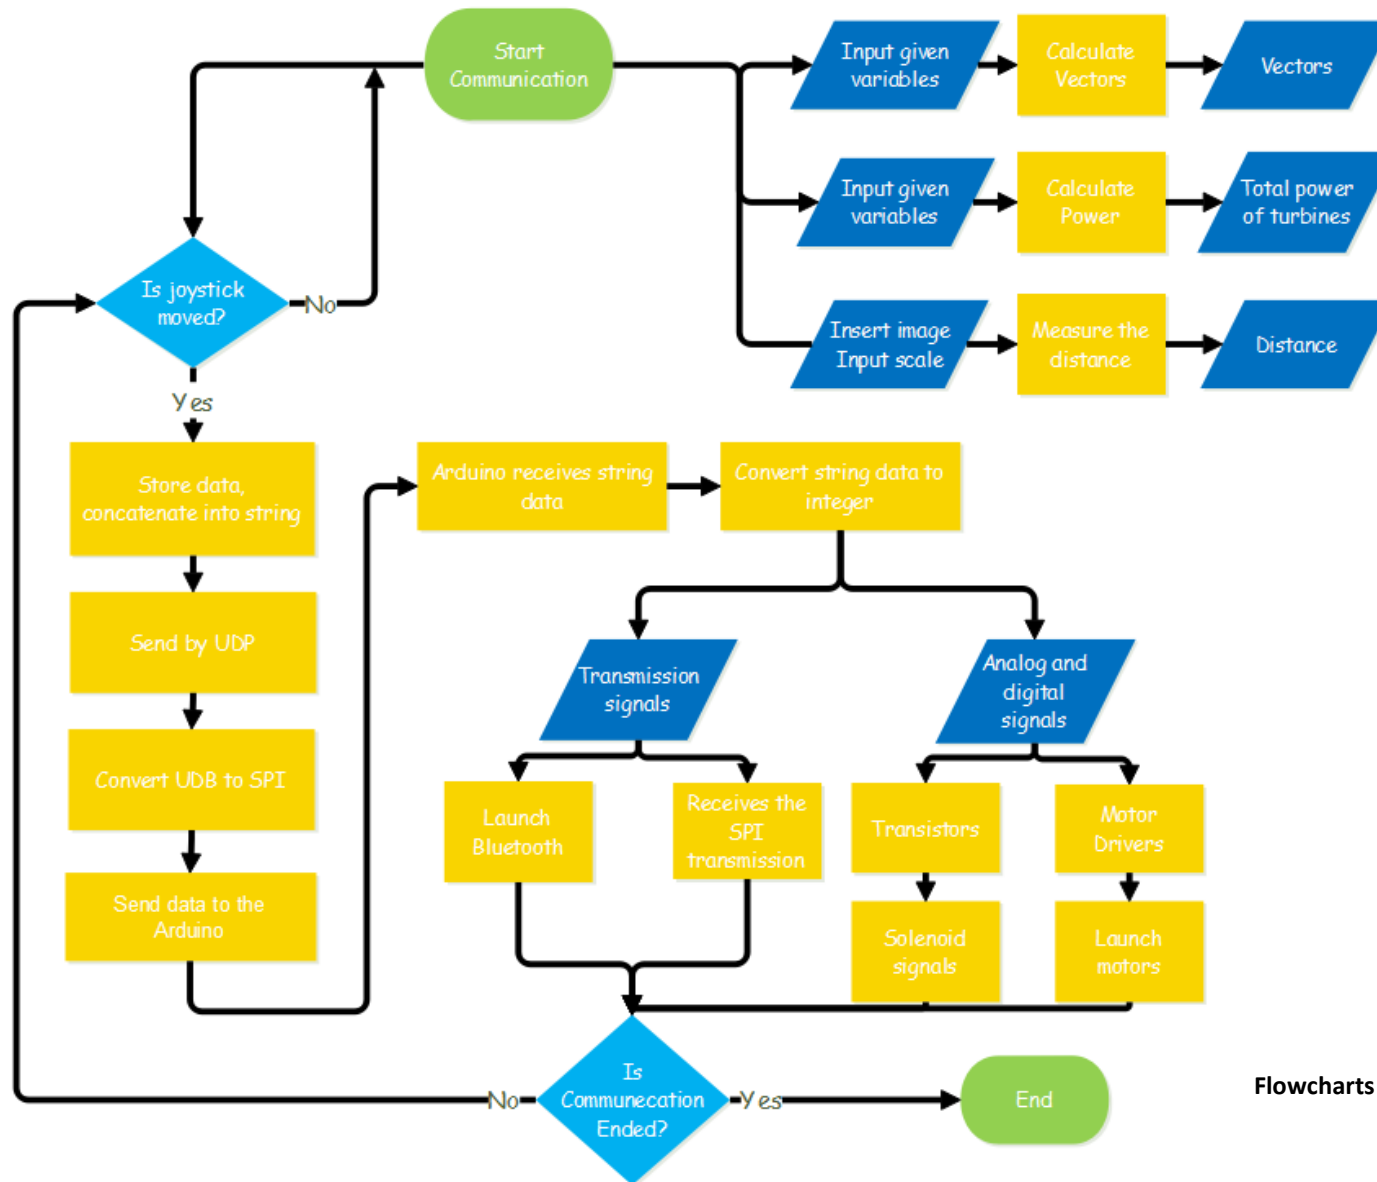 Start
Communication
Input given
variables
Calculate
Vectors
Vectors
Input given
variables
Calculate
Power
Total power
of turbines
Is joystick
moved?
No
Insert image
Input scale
Measure the
distance
Distance
Yes
Store data,
concatenate into string
Arduino receives string
data
Convert string data to
integer
Send by UDP
Transmission
signals
Analog and
digital
signals
Convert UDB to SPI
Launch
Bluetooth
Receives the
SPI
transmission
Transistors
Motor
Drivers
Send data to the
Arduino
Solenoid
signals
Launch
motors
Is
Communecation
Ended?
No
Yes
End
Flowcharts